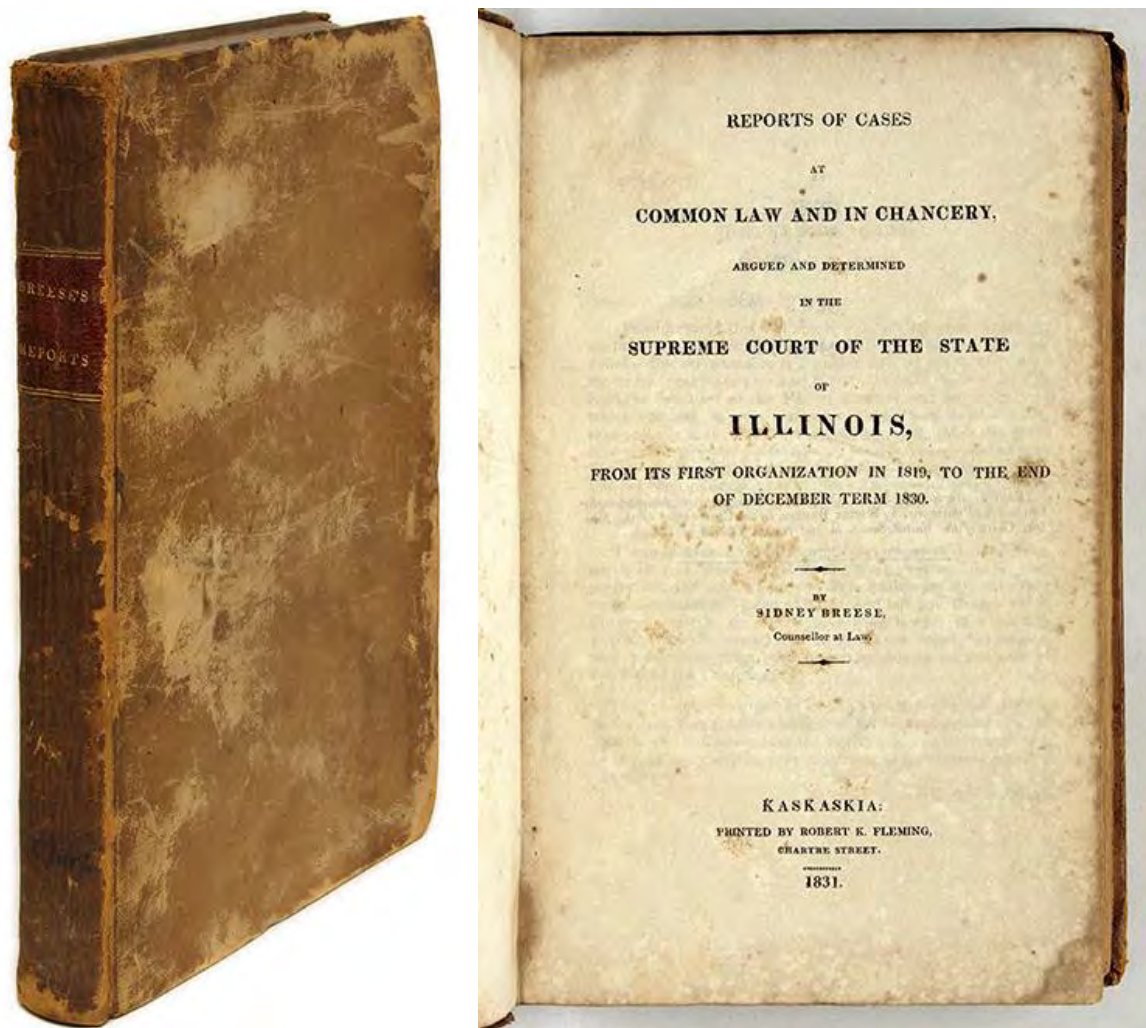 BREESE'S
REPORTS
REPORTS OF CASES
AT
COMMON LAW AND IN CHANCERY,
ARGUED AND DETERMINED
IN THE
SUPREME COURT OF THE STATE
OF
ILLINOIS,
FROM ITS FIRST ORGANIZATION IN 1819, TO THE END
OF DECEMBER TERM 1830.
BY
SIDNEY BREESE,
Counsellor at Law.
KASKASKIA:
PRINTED BY ROBERT K. FLEMING,
CHARTRE STREET.
1831.